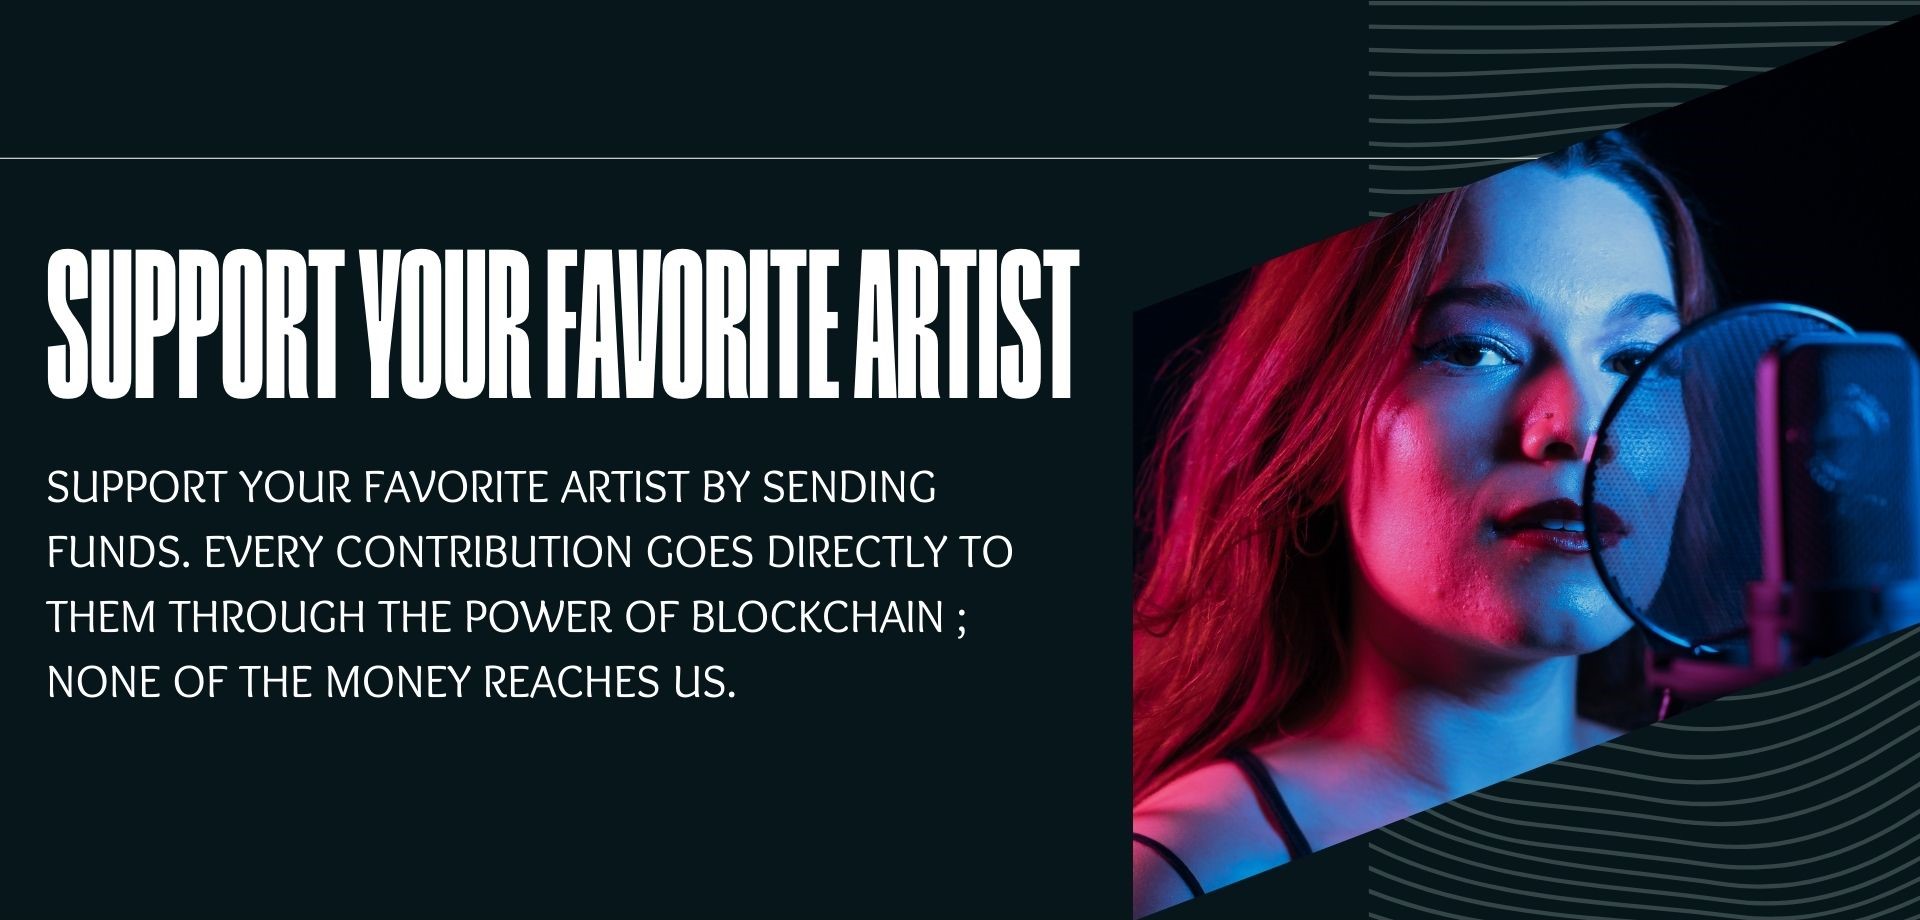 SUPPORT YOUR FAVORITE ARTIST
SUPPORT YOUR FAVORITE ARTIST BY SENDING
FUNDS. EVERY CONTRIBUTION GOES DIRECTLY TO
THEM THROUGH THE POWER OF BLOCKCHAIN ;
NONE OF THE MONEY REACHES US.